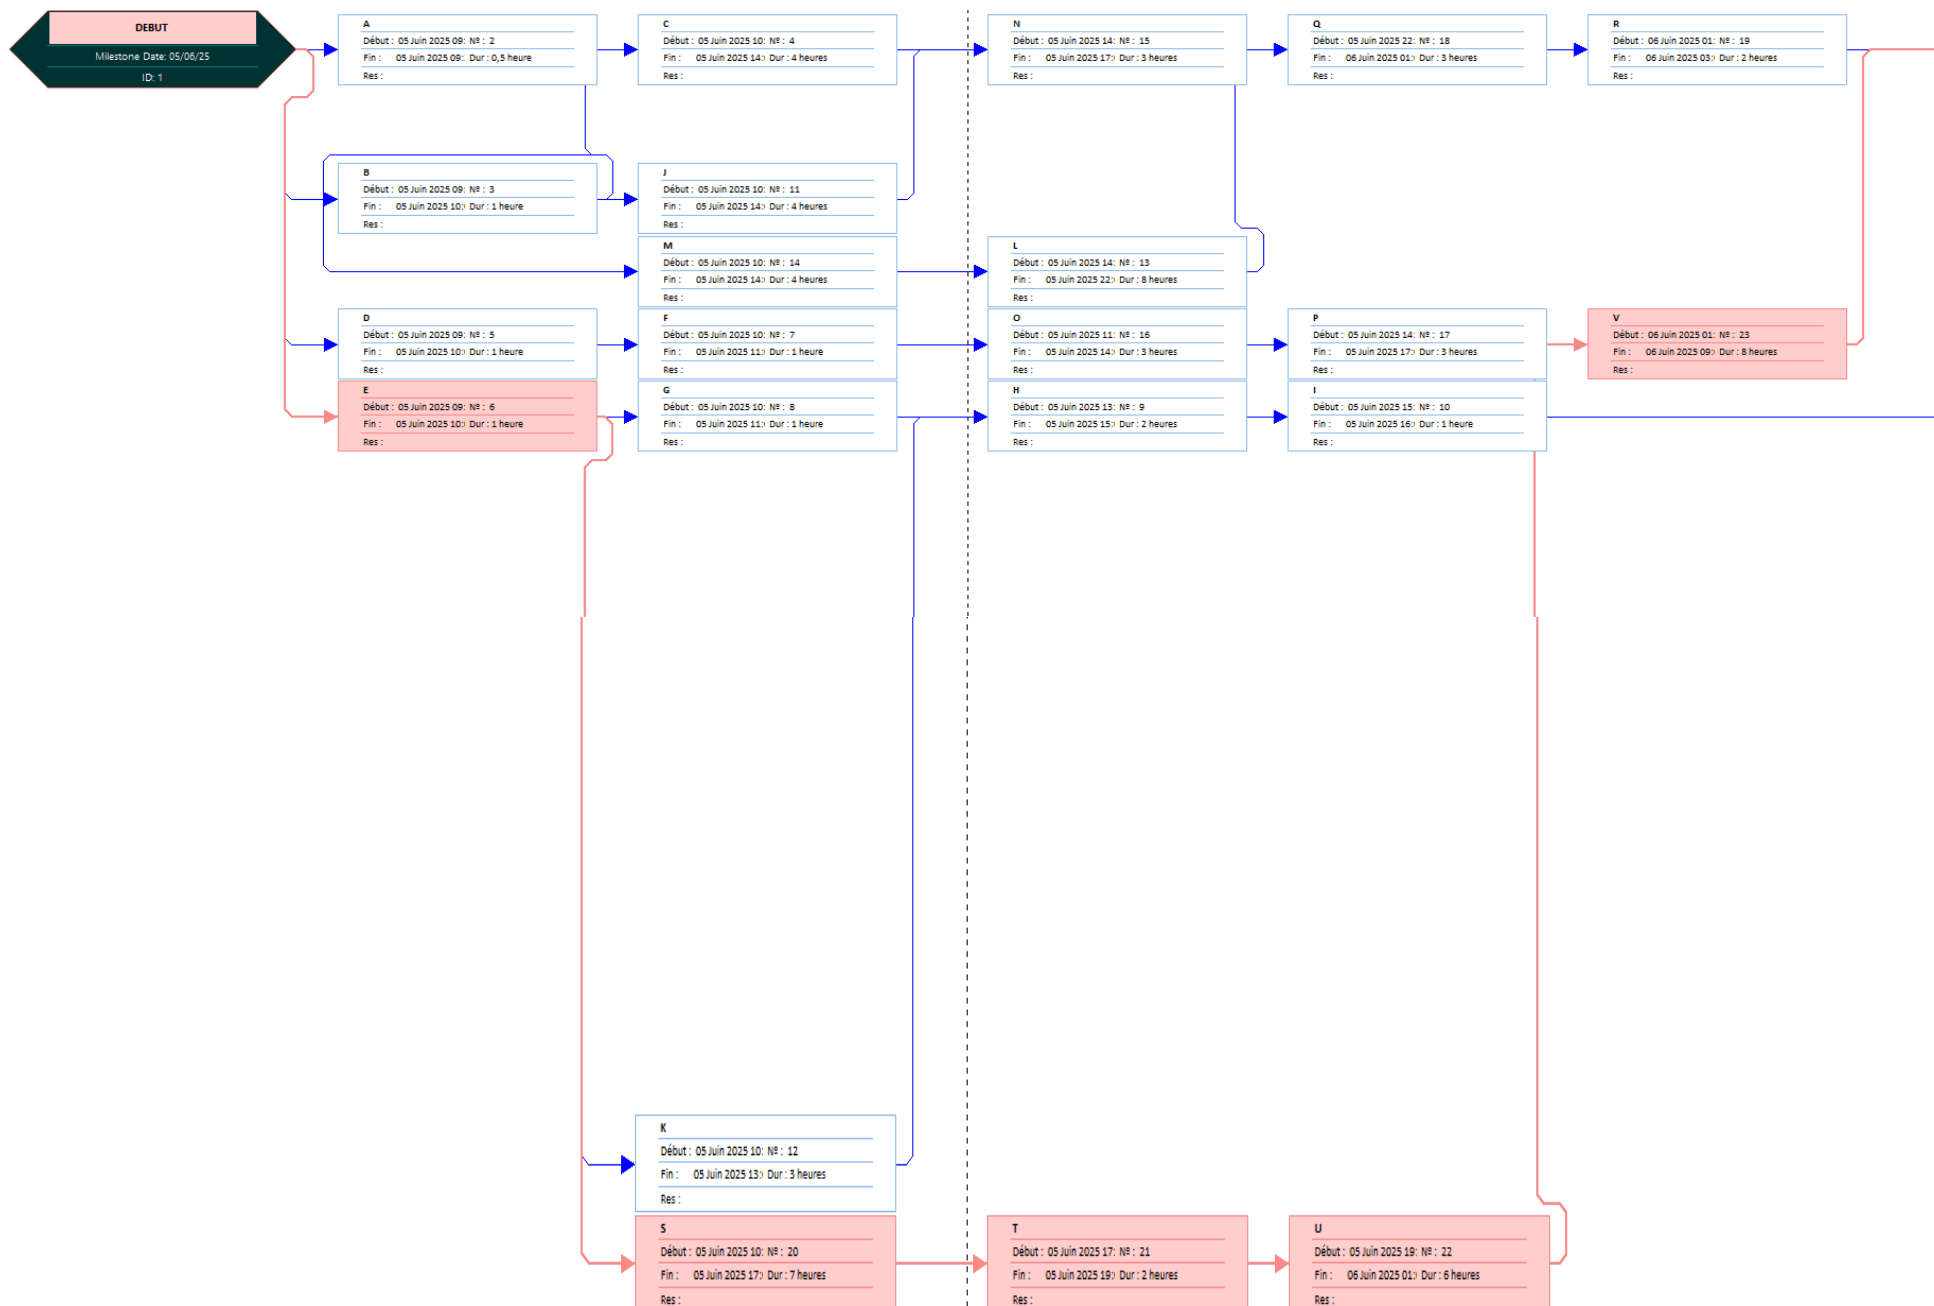 DEBUT
Milestone Date: 05/06/25
ID: 1
A
Début : 05 Juin 2025 09: Nº : 2
Fin : 05 Juin 2025 09: Dur : 0,5 heure
Res :
C
Début : 05 Juin 2025 10: Nº : 4
Fin : 05 Juin 2025 14: Dur : 4 heures
Res :
N
Début : 05 Juin 2025 14: Nº : 15
Fin : 05 Juin 2025 17: Dur : 3 heures
Res :
Q
Début : 05 Juin 2025 22: Nº : 18
Fin : 06 Juin 2025 01: Dur : 3 heures
Res :
R
Début : 06 Juin 2025 01: Nº : 19
Fin : 06 Juin 2025 03: Dur : 2 heures
Res :
B
Début : 05 Juin 2025 09: Nº : 3
Fin : 05 Juin 2025 10: Dur : 1 heure
Res :
J
Début : 05 Juin 2025 10: Nº : 11
Fin : 05 Juin 2025 14: Dur : 4 heures
Res :
M
Début : 05 Juin 2025 10: Nº : 14
Fin : 05 Juin 2025 14: Dur : 4 heures
Res :
L
Début : 05 Juin 2025 14: Nº : 13
Fin : 05 Juin 2025 22: Dur : 8 heures
Res :
D
Début : 05 Juin 2025 09: Nº : 5
Fin : 05 Juin 2025 10: Dur : 1 heure
Res :
F
Début : 05 Juin 2025 10: Nº : 7
Fin : 05 Juin 2025 11: Dur : 1 heure
Res :
O
Début : 05 Juin 2025 11: Nº : 16
Fin : 05 Juin 2025 14: Dur : 3 heures
Res :
P
Début : 05 Juin 2025 14: Nº : 17
Fin : 05 Juin 2025 17: Dur : 3 heures
Res :
V
Début : 06 Juin 2025 01: Nº : 23
Fin : 06 Juin 2025 09: Dur : 8 heures
Res :
E
Début : 05 Juin 2025 09: Nº : 6
Fin : 05 Juin 2025 10: Dur : 1 heure
Res :
G
Début : 05 Juin 2025 10: Nº : 8
Fin : 05 Juin 2025 11: Dur : 1 heure
Res :
H
Début : 05 Juin 2025 13: Nº : 9
Fin : 05 Juin 2025 15: Dur : 2 heures
Res :
I
Début : 05 Juin 2025 15: Nº : 10
Fin : 05 Juin 2025 16: Dur : 1 heure
Res :
K
Début : 05 Juin 2025 10: Nº : 12
Fin : 05 Juin 2025 13: Dur : 3 heures
Res :
S
Début : 05 Juin 2025 10: Nº : 20
Fin : 05 Juin 2025 17: Dur : 7 heures
Res :
T
Début : 05 Juin 2025 17: Nº : 21
Fin : 05 Juin 2025 19: Dur : 2 heures
Res :
U
Début : 05 Juin 2025 19: Nº : 22
Fin : 06 Juin 2025 01: Dur : 6 heures
Res :